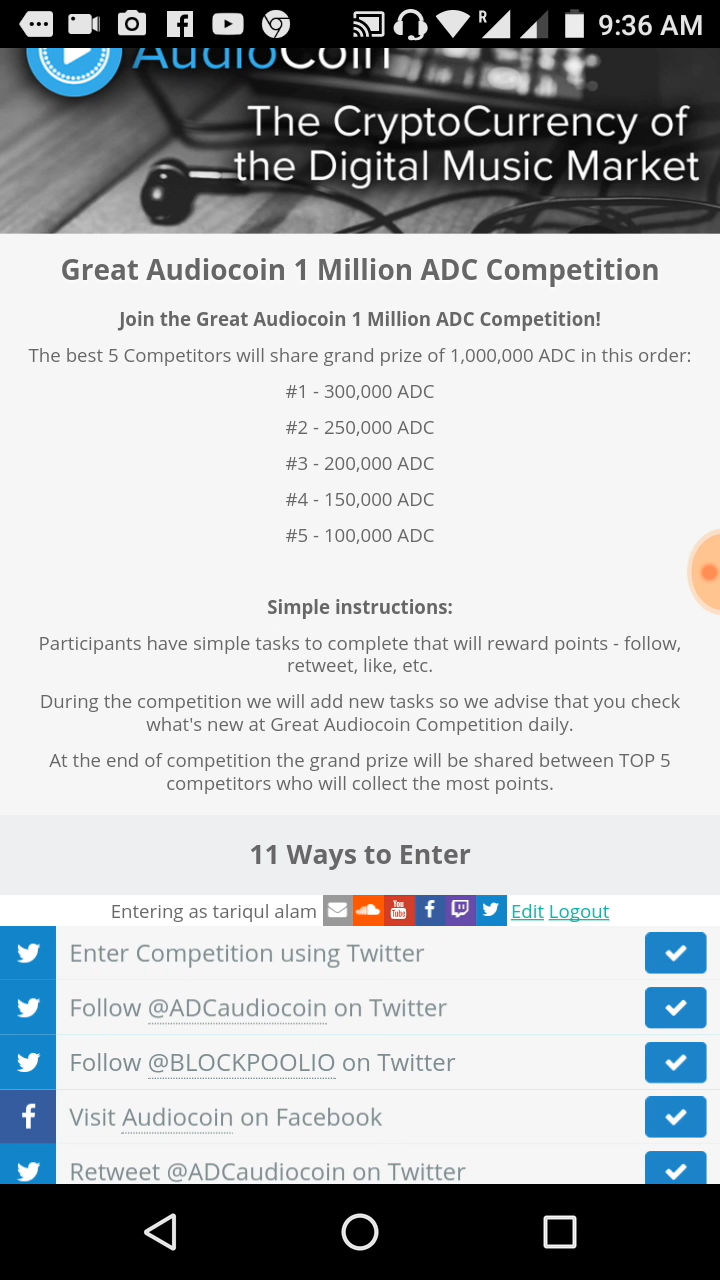 R
9:36 AM
AudioCoin
The CryptoCurrency of
the Digital Music Market
Great Audiocoin 1 Million ADC Competition
Join the Great Audiocoin 1 Million ADC Competition!
The best 5 Competitors will share grand prize of 1,000,000 ADC in this order:
#1 - 300,000 ADC
#2 - 250,000 ADC
#3 - 200,000 ADC
#4 - 150,000 ADC
#5 - 100,000 ADC
Simple instructions:
Participants have simple tasks to complete that will reward points - follow,
retweet, like, etc.
During the competition we will add new tasks so we advise that you check
what's new at Great Audiocoin Competition daily.
At the end of competition the grand prize will be shared between TOP 5
competitors who will collect the most points.
11 Ways to Enter
Entering as tariqul alam You Tube Edit Logout
Enter Competition using Twitter
Follow @ADCaudiocoin on Twitter
Follow @BLOCKPOOLIO on Twitter
Visit Audiocoin on Facebook
Retweet @ADCaudiocoin on Twitter